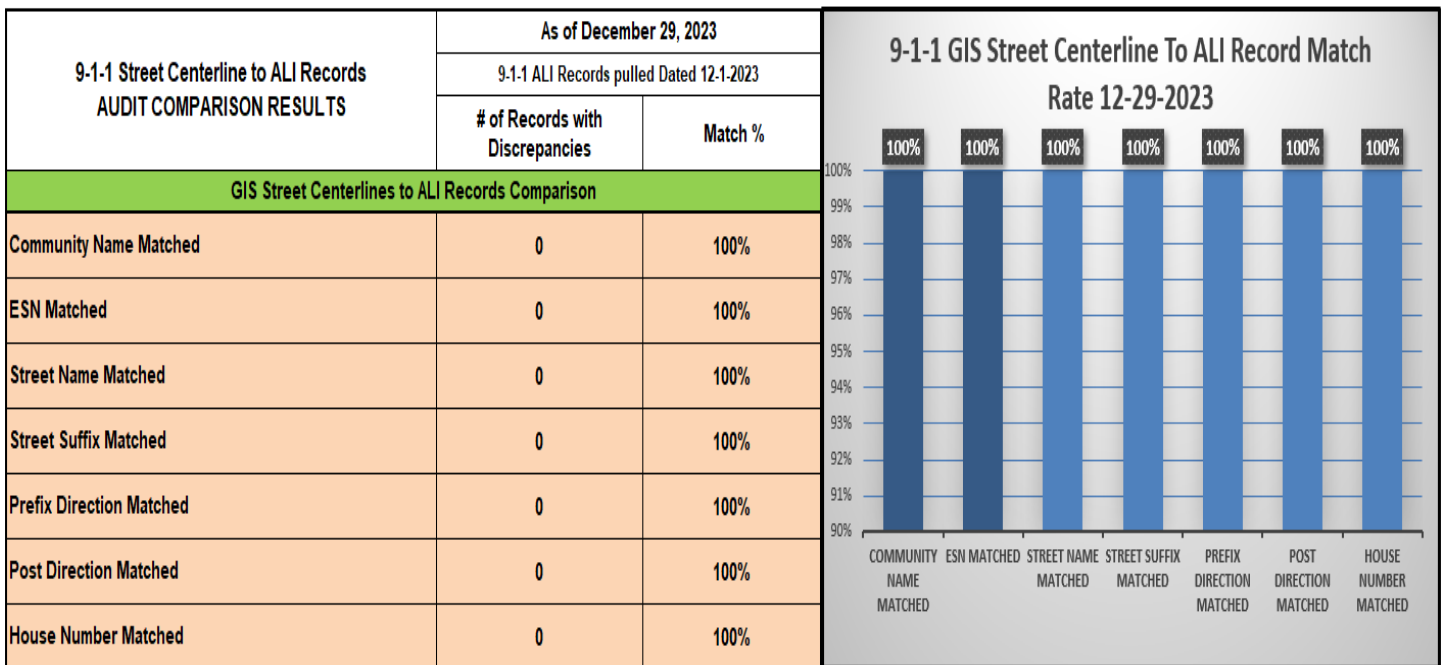 9-1-1 Street Centerline to ALI Records
AUDIT COMPARISON RESULTS
As of December 29, 2023
9-1-1 ALI Records pulled Dated 12-1-2023
# of Records with
Discrepancies
Match %
GIS Street Centerlines to ALI Records Comparison
Community Name Matched 0 100%
ESN Matched 0 100%
Street Name Matched 0 100%
Street Suffix Matched 0 100%
Prefix Direction Matched 0 100%
Post Direction Matched 0 100%
House Number Matched 0 100%
9-1-1 GIS Street Centerline To ALI Record Match
Rate 12-29-2023
100% 100% 100% 100% 100% 100% 100%
100%
99%
98%
97%
96%
95%
94%
93%
92%
91%
90%
COMMUNITY
NAME
MATCHED
ESN MATCHED
STREET NAME
MATCHED
STREET SUFFIX
MATCHED
PREFIX
DIRECTION
MATCHED
POST
DIRECTION
MATCHED
HOUSE
NUMBER
MATCHED